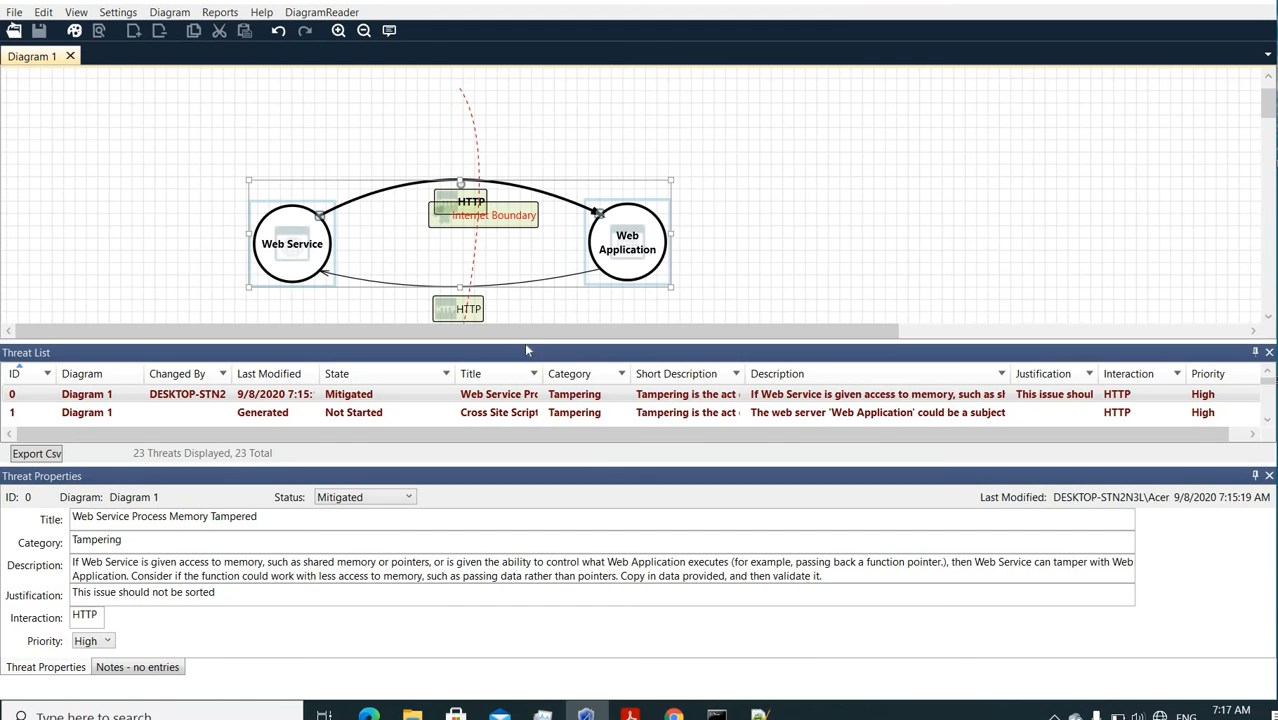 File Edit View Settings Diagram Reports Help DiagramReader
Diagram 1
HTTP
Internet Boundary
Web Service
Web
Application
HTTP
Threat List
ID Diagram Changed By Last Modified State Title Category Short Description Description Justification Interaction Priority
0 Diagram 1 DESKTOP-STN2 9/8/2020 7:15: Mitigated Web Service Pro Tampering Tampering is the act If Web Service is given access to memory, such as sh This issue shoul HTTP High
1 Diagram 1 Generated Not Started Cross Site Script Tampering Tampering is the act The web server 'Web Application' could be a subject HTTP High
Export Csv 23 Threats Displayed, 23 Total
Threat Properties
ID: 0 Diagram: Diagram 1 Status: Mitigated Last Modified: DESKTOP-STN2N3L\Acer 9/8/2020 7:15:19 AM
Title: Web Service Process Memory Tampered
Category: Tampering
Description: If Web Service is given access to memory, such as shared memory or pointers, or is given the ability to control what Web Application executes (for example, passing back a function pointer.), then Web Service can tamper with Web
Application. Consider if the function could work with less access to memory, such as passing data rather than pointers. Copy in data provided, and then validate it.
Justification: This issue should not be sorted
Interaction: HTTP
Priority: High
Threat Properties Notes - no entries
Type here to search
ENG
7:17 AM